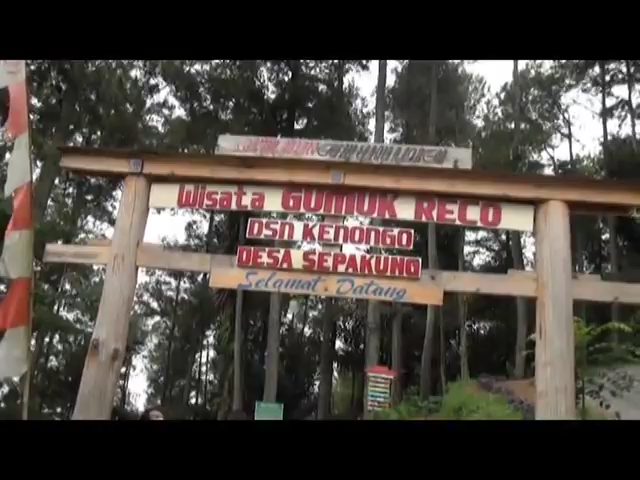 Wisata GUMUK RECO
DSN KENONGO
DESA SEPAKUNG
Selamat Datang